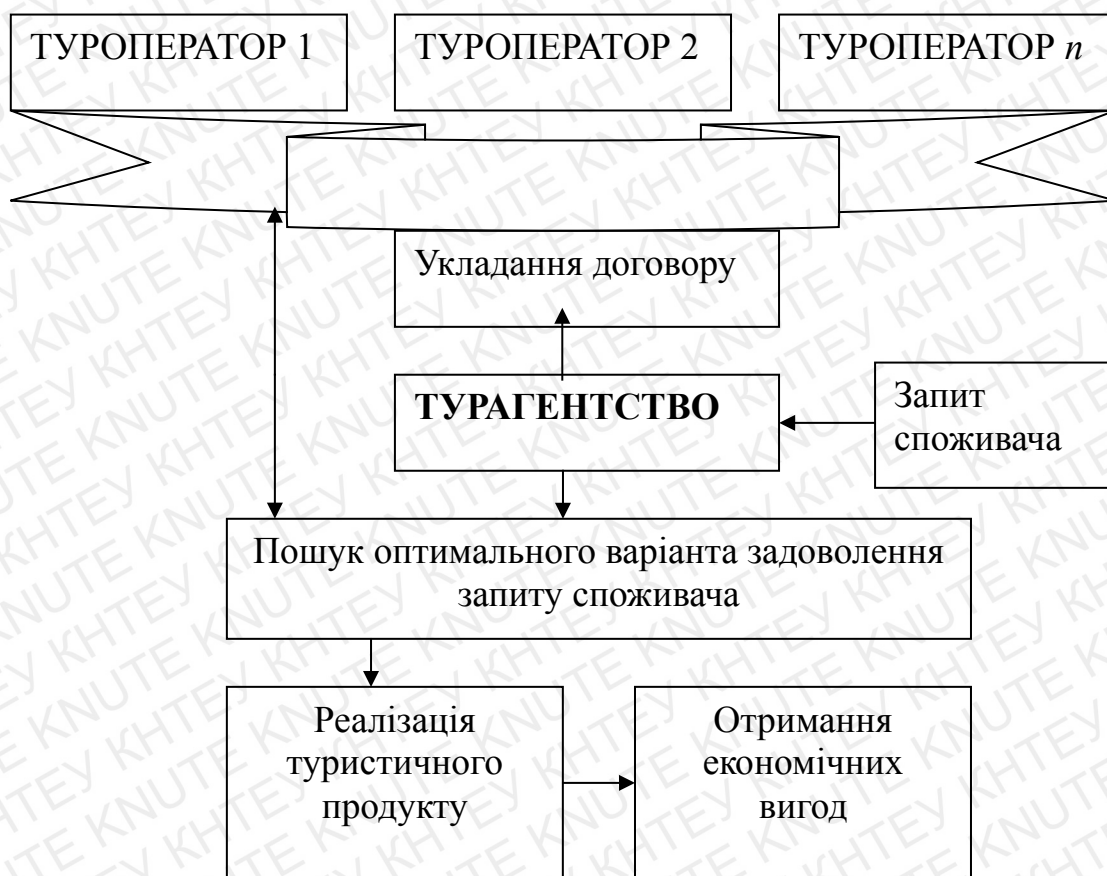 ТУРОПЕРАТОР 1
ТУРОПЕРАТОР 2
ТУРОПЕРАТОР n
Укладання договору
ТУРАГЕНТСТВО
Запит
споживача
Пошук оптимального варіанта задоволення
запиту споживача
Реалізація
туристичного
продукту
Отримання
економічних
вигод